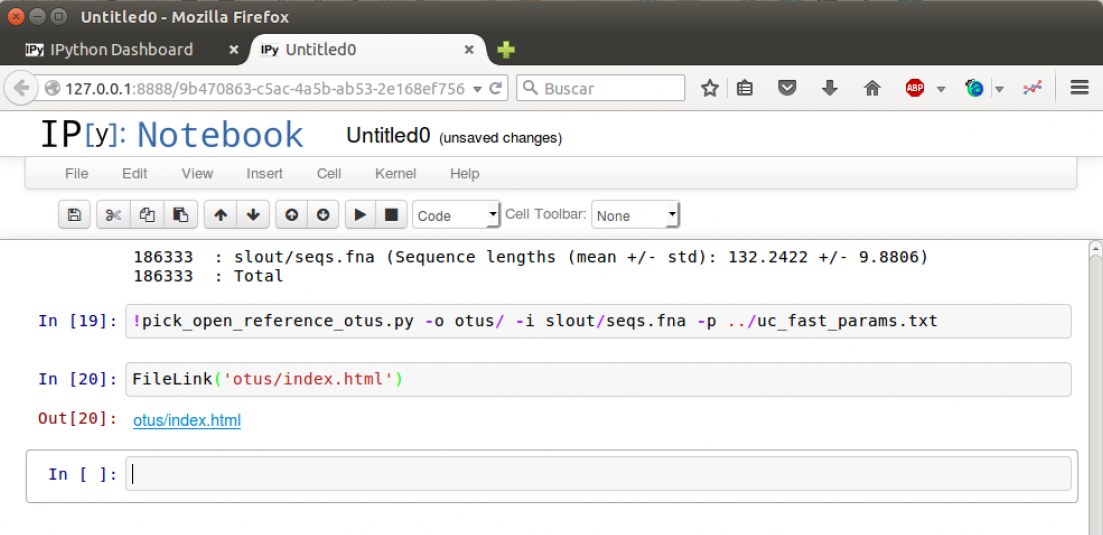 Untitled0 - Mozilla Firefox
IPy IPython Dashboard × IPy Untitled0 ×
127.0.0.1:8888/9b470863-c5ac-4a5b-ab53-2e168ef756 Buscar ABP
IP[y]: Notebook Untitled0 (unsaved changes)
File Edit View Insert Cell Kernel Help
Code Cell Toolbar: None
186333 : slout/seqs.fna (Sequence lengths (mean +/- std): 132.2422 +/- 9.8806)
186333 : Total
In [19]: !pick_open_reference_otus.py -o otus/ -i slout/seqs.fna -p ../uc_fast_params.txt
In [20]: FileLink('otus/index.html')
Out[20]: otus/index.html
In [ ]: